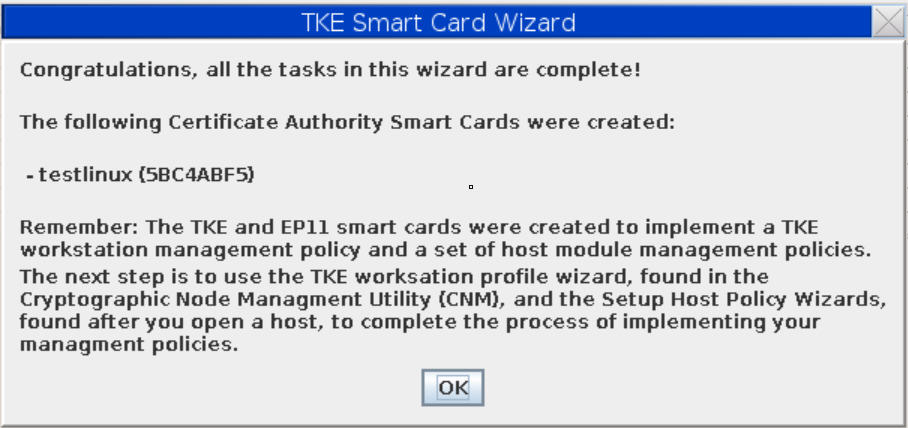 TKE Smart Card Wizard
Congratulations, all the tasks in this wizard are complete!
The following Certificate Authority Smart Cards were created:
- testlinux (5BC4ABF5)
Remember: The TKE and EP11 smart cards were created to implement a TKE
workstation management policy and a set of host module management policies.
The next step is to use the TKE worksation profile wizard, found in the
Cryptographic Node Managment Utility (CNM), and the Setup Host Policy Wizards,
found after you open a host, to complete the process of implementing your
managment policies.
OK